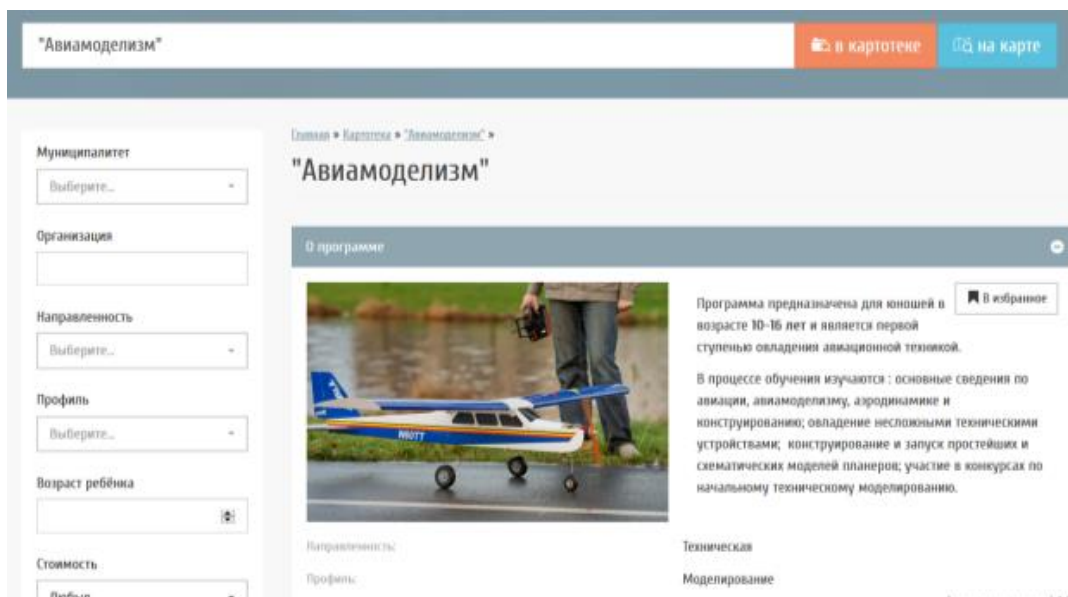 "Авиамоделизм"
в картотеке
на карте
Главная » Картотека » "Авиамоделизм" »
"Авиамоделизм"
Муниципалитет
Выберите...
Организация
Направленность
Выберите...
Профиль
Выберите...
Возраст ребёнка
Стоимость
О программе
N607T
В избранное
Программа предназначена для юношей в
возрасте 10-16 лет и является первой
ступенью овладения авиационной техникой.
В процессе обучения изучаются : основные сведения по
авиации, авиамоделизму, аэродинамике и
конструированию; овладение несложными техническими
устройствами; конструирование и запуск простейших и
схематических моделей планеров; участие в конкурсах по
начальному техническому моделированию.
Направленность:
Техническая
Профиль:
Моделирование